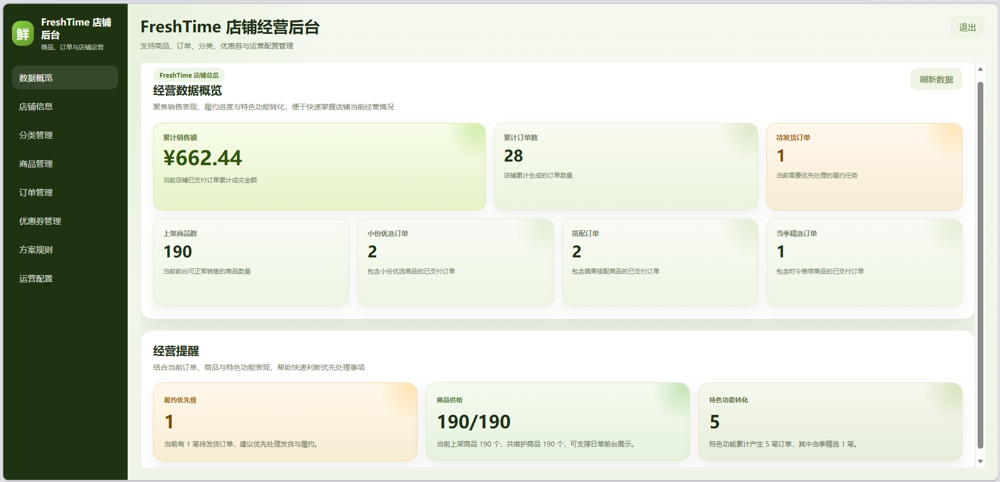 鲜
FreshTime 店铺
后台
商品、订单与店铺运营
数据概览
店铺信息
分类管理
商品管理
订单管理
优惠券管理
方案规则
运营配置
FreshTime 店铺经营后台
支持商品、订单、分类、优惠券与运营配置管理
退出
FreshTime 店铺总览
经营数据概览
聚焦销售表现、履约进度与特色功能转化，便于快速掌握店铺当前经营情况
刷新数据
累计销售额
¥662.44
当前店铺已支付订单累计成交金额
累计订单数
28
店铺累计生成的订单数量
待发货订单
1
当前需要优先处理的履约任务
上架商品数
190
当前前台可正常销售的商品数量
小份优选订单
2
包含小份优选商品的已支付订单
搭配订单
2
包含蔬果搭配商品的已支付订单
当季精选订单
1
包含时令推荐商品的已支付订单
经营提醒
结合当前订单、商品与特色功能表现，帮助快速判断优先处理事项
履约优先级
1
当前有 1 笔待发货订单，建议优先处理发货与履约。
商品供给
190/190
当前上架商品 190 个，共维护商品 190 个，可支撑日常前台展示。
特色功能转化
5
特色功能累计产生 5 笔订单，其中当季精选 1 笔。